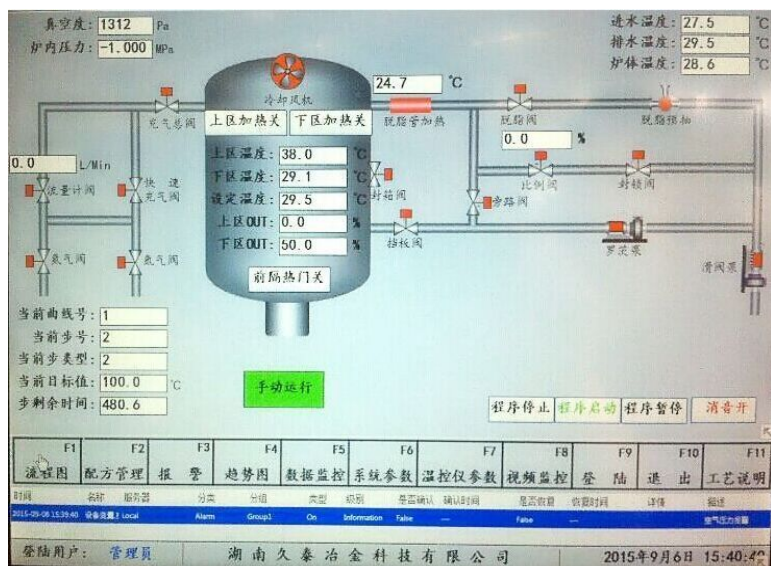 真空度: 1312 Pa
炉内压力: -1.000 MPa
进水温度: 27.5 ℃
排水温度: 29.5 ℃
炉体温度: 28.6 ℃
24.7 ℃
冷却风机
充气总阀
上区加热关 下区加热关
脱脂管加热
脱脂阀
脱脂预抽
0.0 %
0.0 L/Min
上区温度: 38.0 ℃
下区温度: 29.1 ℃
设定温度: 29.5 ℃
上区OUT: 0.0 %
下区OUT: 50.0 %
流量计阀
快速充气阀
封箱阀
比例阀
旁路阀
挡板阀
罗茨泵
滑阀泵
氩气阀
前隔热门关
当前曲线号: 1
当前步号: 2
当前步类型: 2
当前目标值: 100.0 ℃
步剩余时间: 480.6
手动运行
程序停止 程序启动 程序暂停 消音开
F1 F2 F3 F4 F5 F6 F7 F8 F9 F10 F11
流程图 配方管理 报警 趋势图 数据监控 系统参数 温控仪参数 视频监控 登陆 退出 工艺说明
时间 名称 服务器 分类 分组 类型 级别 是否确认 确认时间 是否恢复 恢复时间 详情 描述
2015-09-06 15:39:40 Local Alarm Group1 On Information False — False — 
登陆用户: 管理员 湖南久泰冶金科技有限公司 2015年9月6日 15:40:42